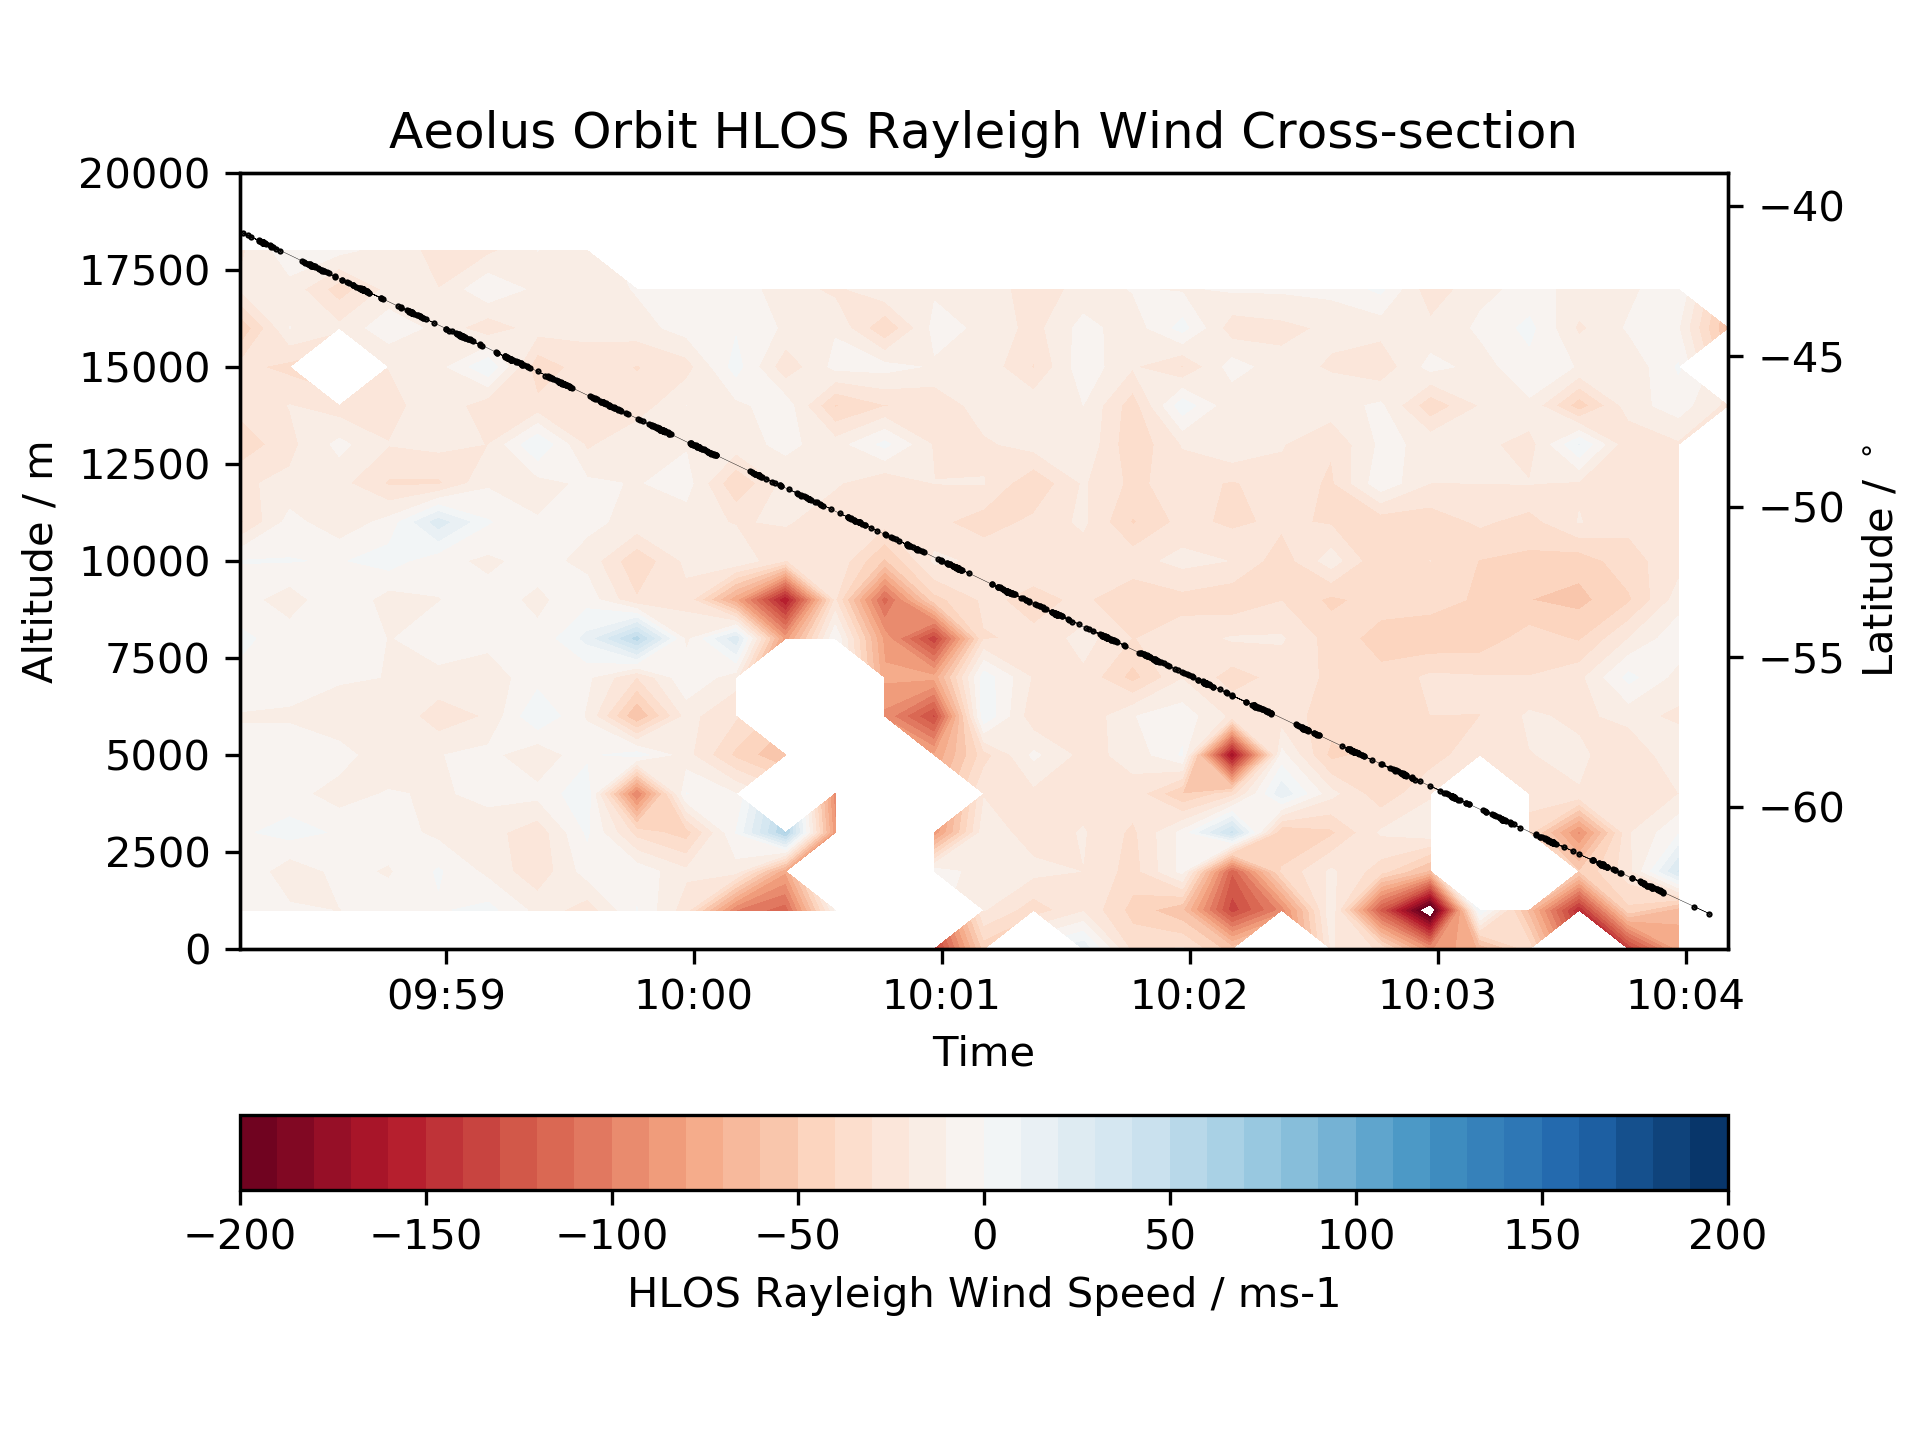 Aeolus Orbit HLOS Rayleigh Wind Cross-section
20000
17500
15000
12500
10000
7500
5000
2500
0
Altitude / m
−40
−45
−50
−55
−60
Latitude / °
09:59 10:00 10:01 10:02 10:03 10:04
Time
−200 −150 −100 −50 0 50 100 150 200
HLOS Rayleigh Wind Speed / ms-1